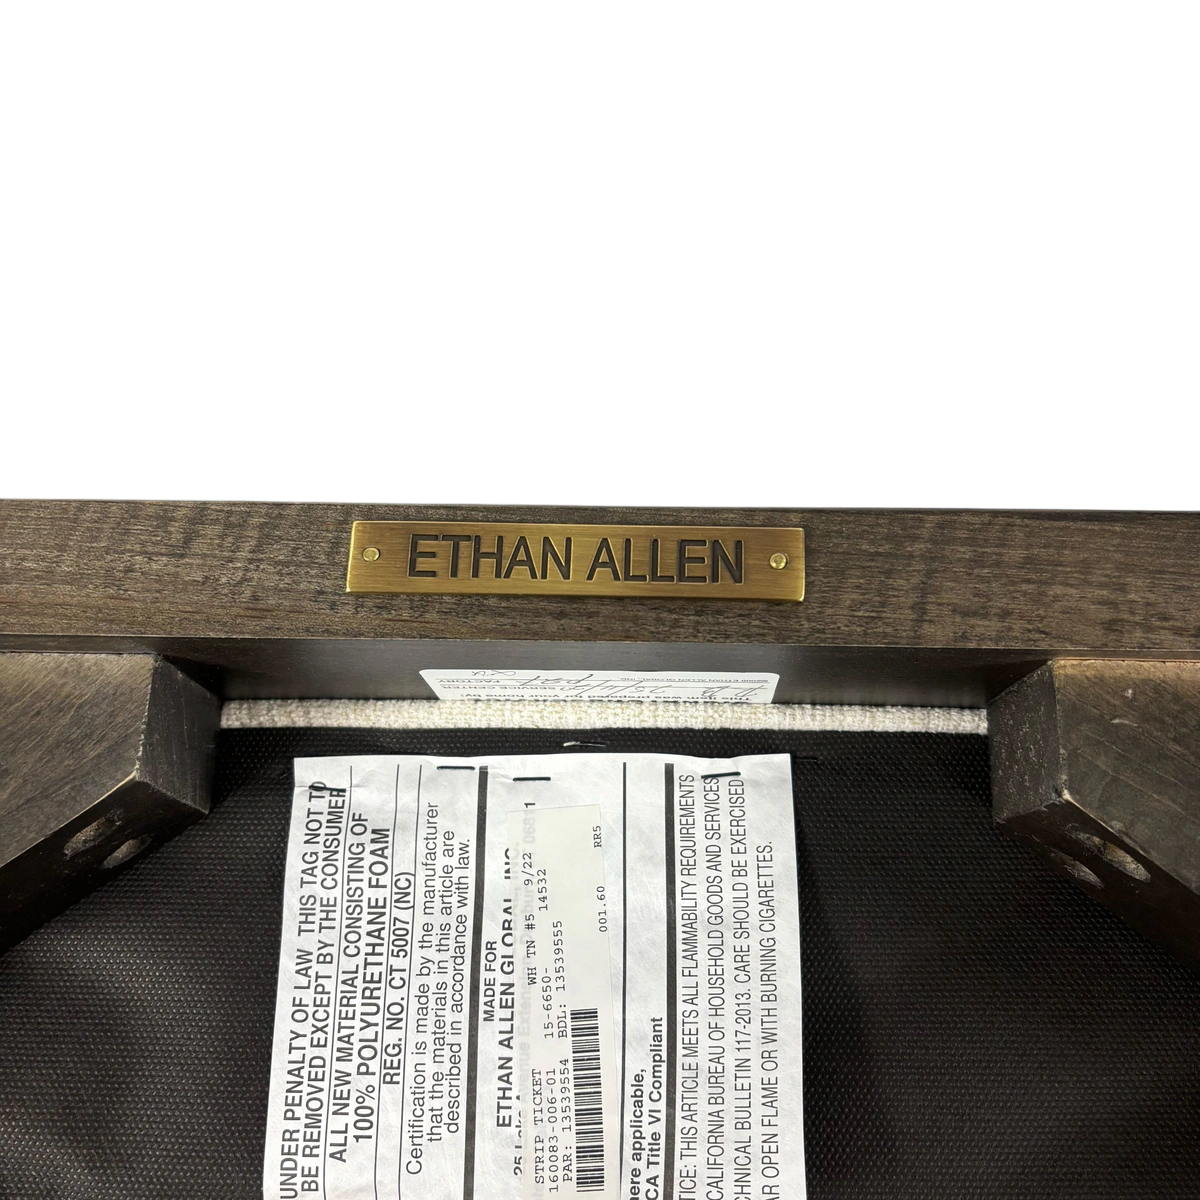 ETHAN ALLEN
UNDER PENALTY OF LAW THIS TAG NOT TO
BE REMOVED EXCEPT BY THE CONSUMER
ALL NEW MATERIAL CONSISTING OF
100% POLYURETHANE FOAM
REG. NO. CT 5007 (NC)
Certification is made by the manufacturer
that the materials in this article are
described in accordance with law.
MADE FOR
ETHAN ALLEN GLOBAL, INC.
06811
STRIP TICKET WH TN #5 9/22
160083-006-01 15-6650- 14532
PAR: 13539554 BDL: 13539555
001.60 RR5
applicable,
Title VI Compliant
THIS ARTICLE MEETS ALL FLAMMABILITY REQUIREMENTS
CALIFORNIA BUREAU OF HOUSEHOLD GOODS AND SERVICES
BULLETIN 117-2013. CARE SHOULD BE EXERCISED
OPEN FLAME OR WITH BURNING CIGARETTES.
FACTORY
SERVICE CENTER